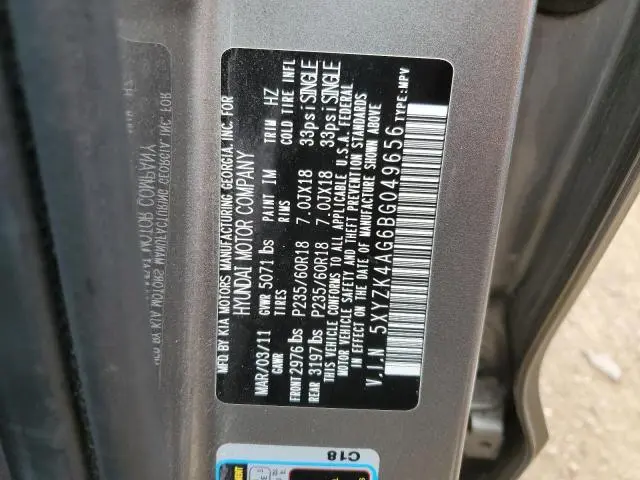 MFG. BY KIA MOTORS MANUFACTURING GEORGIA, INC. FOR
HYUNDAI MOTOR COMPANY
MAR/03/11 GVWR 5071 lbs PAINT IM TRIM HZ
GAWR TIRES RIMS COLD TIRE INFL
FRONT 2976 lbs P235/60R18 7.0JX18 33psi SINGLE
REAR 3197 lbs P235/60R18 7.0JX18 33psi SINGLE
THIS VEHICLE CONFORMS TO ALL APPLICABLE U.S.A. FEDERAL
MOTOR VEHICLE SAFETY AND THEFT PREVENTION STANDARDS
IN EFFECT ON THE DATE OF MANUFACTURE SHOWN ABOVE
V.I.N 5XYZK4AG6BG049656 TYPE:MPV
C18